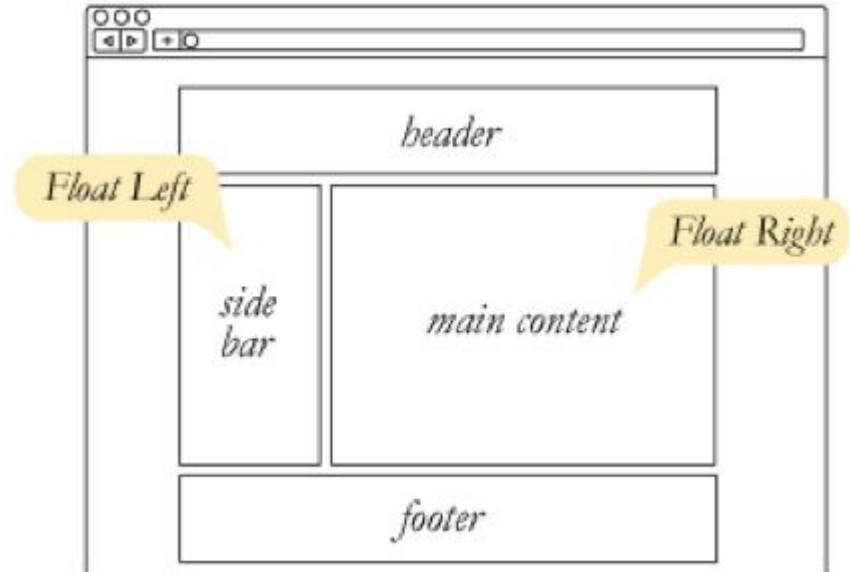 header
Float Left
Float Right
side
bar
main content
footer